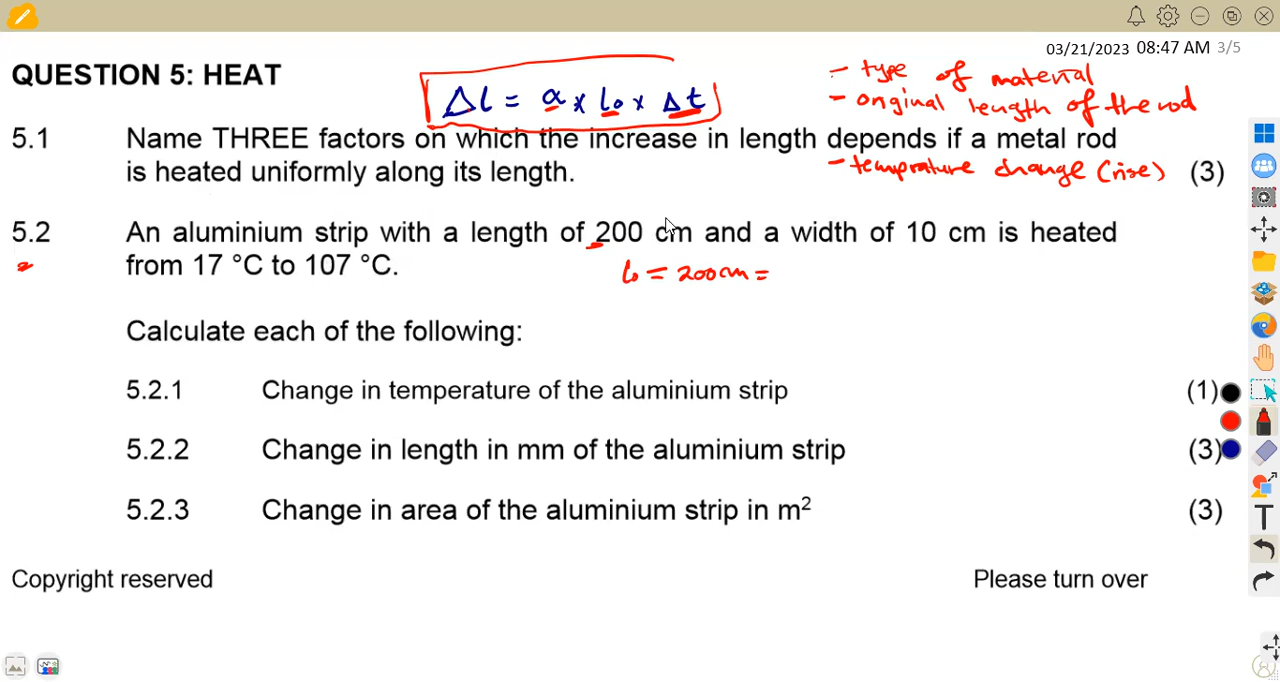 03/21/2023 08:47 AM 3/5
QUESTION 5: HEAT
Δl = α × l₀ × Δt
- type of material
- original length of the rod
5.1 Name THREE factors on which the increase in length depends if a metal rod
- temperature change (rise)
is heated uniformly along its length. (3)
5.2 An aluminium strip with a length of 200 cm and a width of 10 cm is heated
from 17 °C to 107 °C.
l₀ = 200cm =
Calculate each of the following:
5.2.1 Change in temperature of the aluminium strip (1)
5.2.2 Change in length in mm of the aluminium strip (3)
5.2.3 Change in area of the aluminium strip in m² (3)
Copyright reserved Please turn over